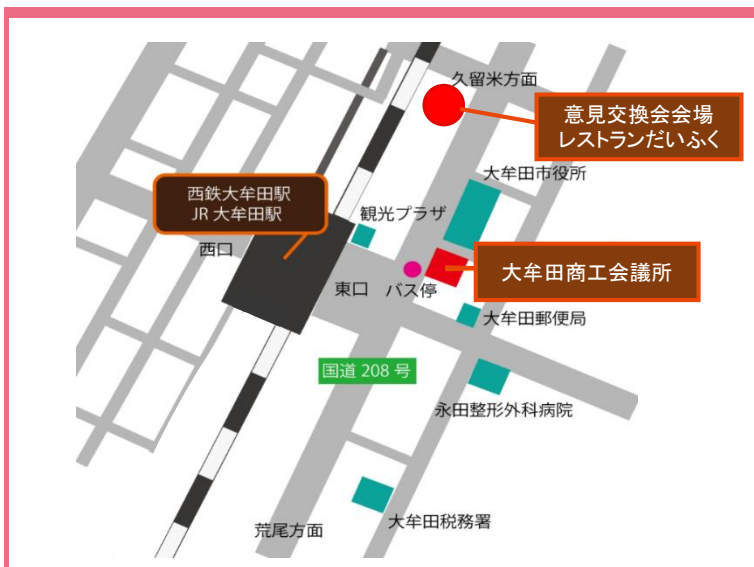 久留米方面
意見交換会会場
レストランだいふく
大牟田市役所
西鉄大牟田駅
JR 大牟田駅
観光プラザ
西口
大牟田商工会議所
東口
バス停
大牟田郵便局
国道 208 号
永田整形外科病院
大牟田税務署
荒尾方面